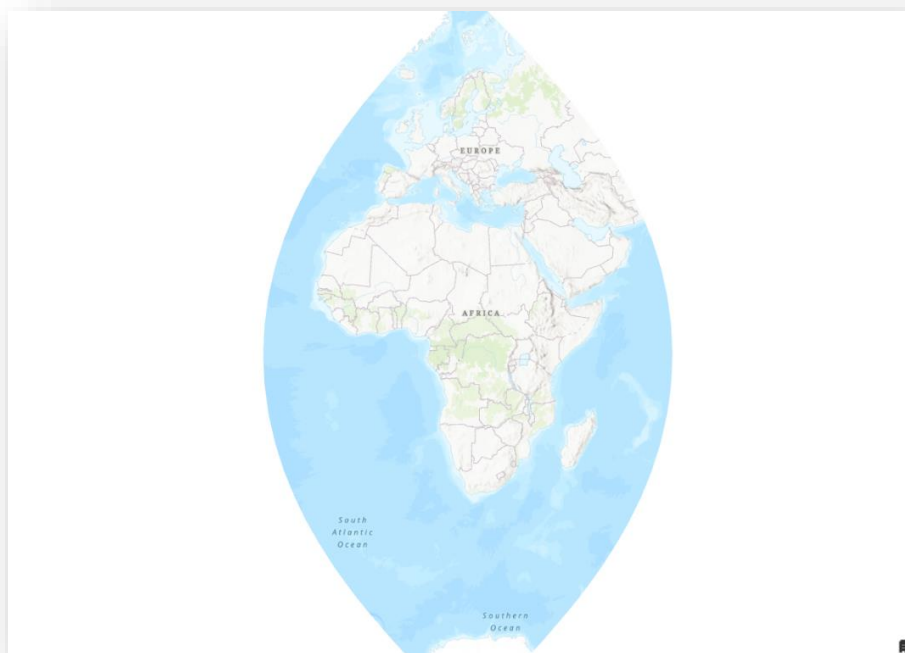 EUROPE
AFRICA
South
Atlantic
Ocean
Southern
Ocean